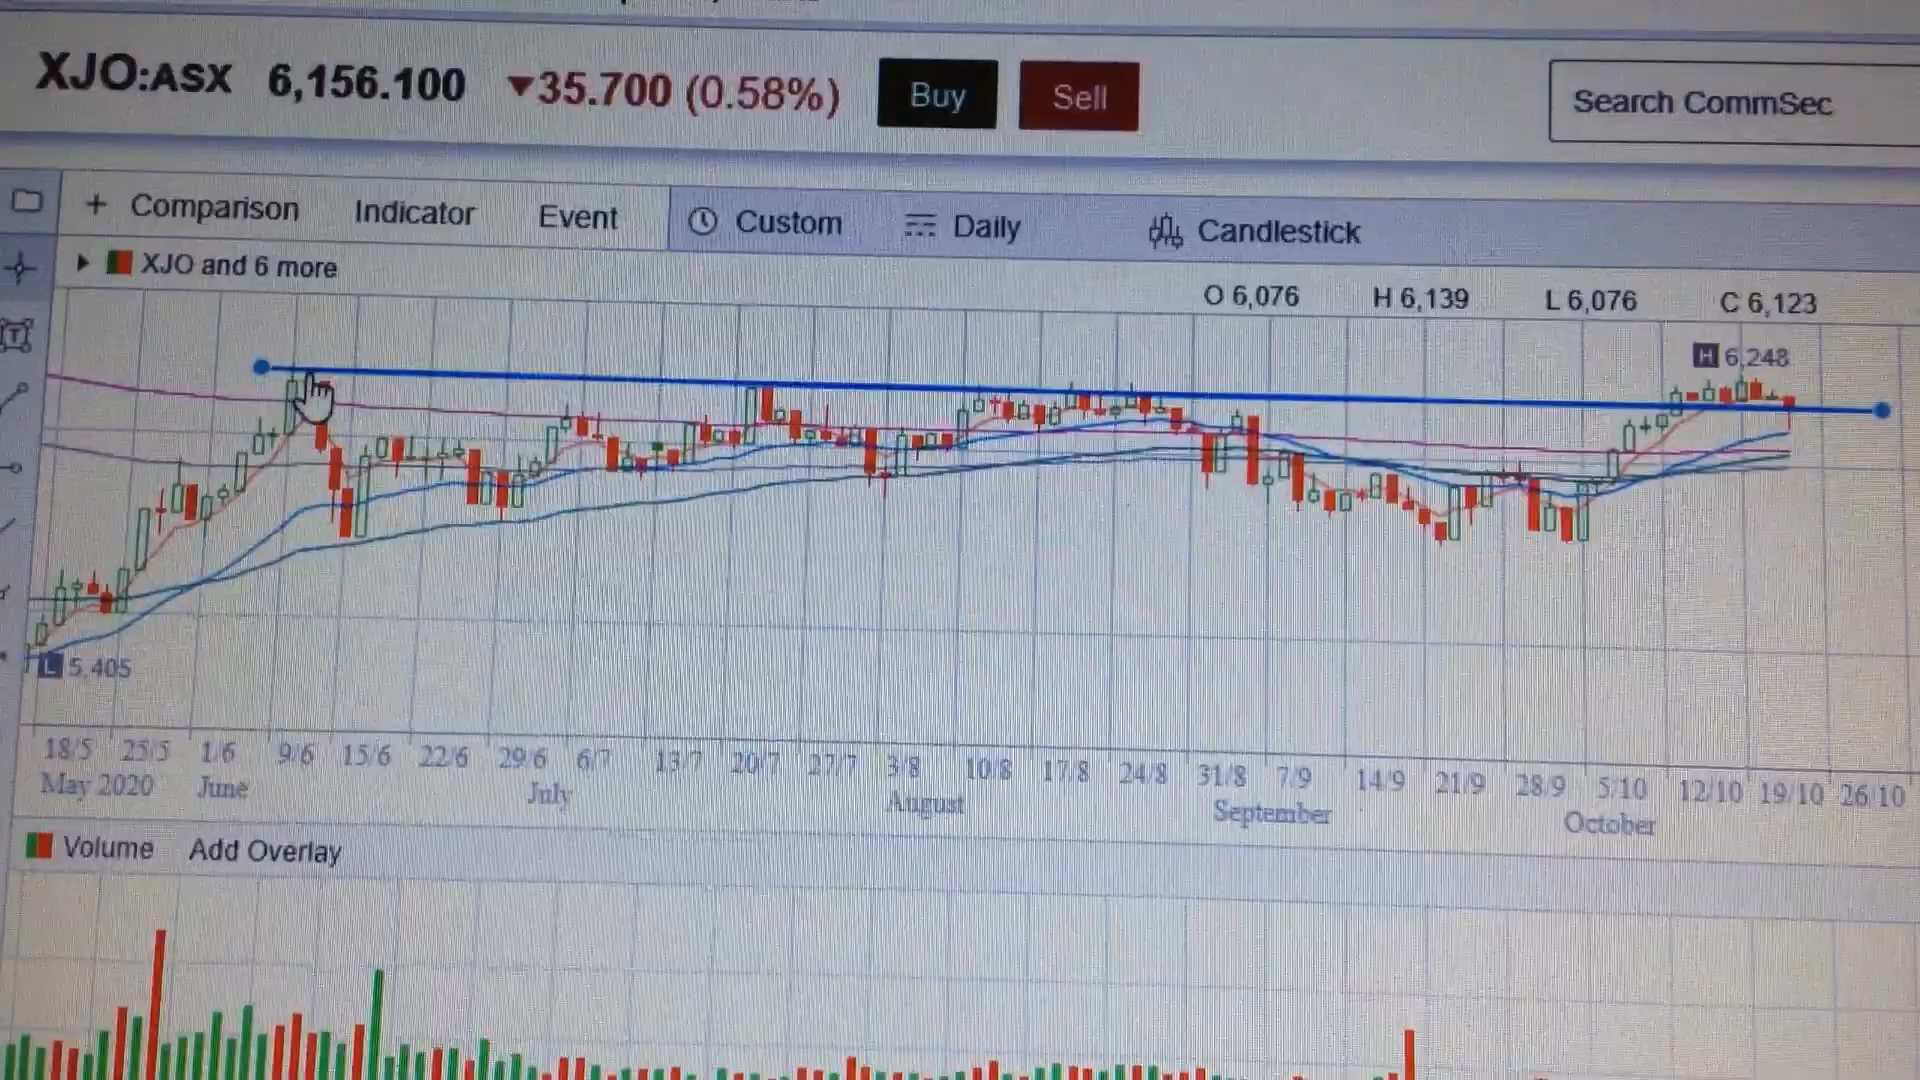 XJO:ASX 6,156.100 ▼35.700 (0.58%) Buy Sell Search CommSec
+ Comparison Indicator Event Custom Daily Candlestick
XJO and 6 more
O 6,076 H 6,139 L 6,076 C 6,123
H 6,248
L 5,405
18/5 25/5 1/6 9/6 15/6 22/6 29/6 6/7 13/7 20/7 27/7 3/8 10/8 17/8 24/8 31/8 7/9 14/9 21/9 28/9 5/10 12/10 19/10 26/10
May 2020 June July August September October
Volume Add Overlay